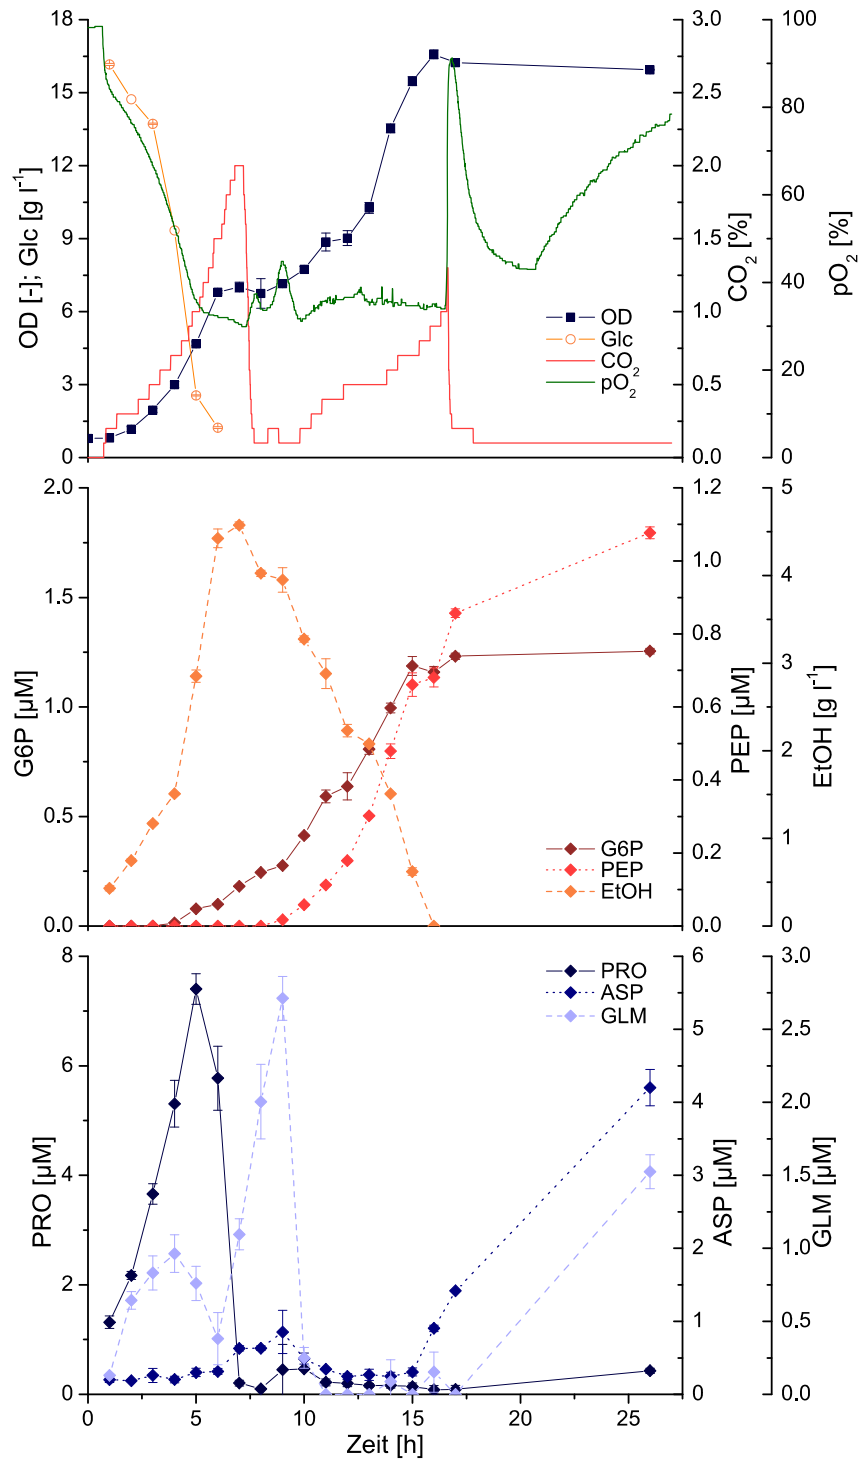 18
15
12
9
6
3
0
OD [-]; Glc [g l⁻¹]
3.0
2.5
2.0
1.5
1.0
0.5
0.0
CO₂ [%]
100
80
60
40
20
0
pO₂ [%]
OD
Glc
CO₂
pO₂
2.0
1.5
1.0
0.5
0.0
G6P [µM]
1.2
1.0
0.8
0.6
0.4
0.2
0.0
PEP [µM]
5
4
3
2
1
0
EtOH [g l⁻¹]
G6P
PEP
EtOH
8
6
4
2
0
PRO [µM]
6
5
4
3
2
1
0
ASP [µM]
3.0
2.5
2.0
1.5
1.0
0.5
0.0
GLM [µM]
PRO
ASP
GLM
0 5 10 15 20 25
Zeit [h]